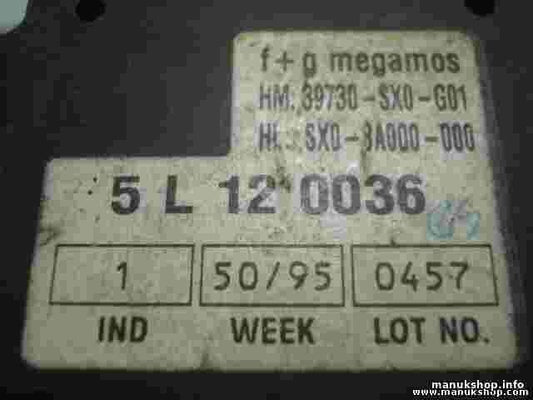 f+g megamos
HM. 39730-SX0-G01
HL. SX0-8A000-000
5 L 12 0036
1 50/95 0457
IND WEEK LOT NO.
manukshop.info
www.manukshop.com